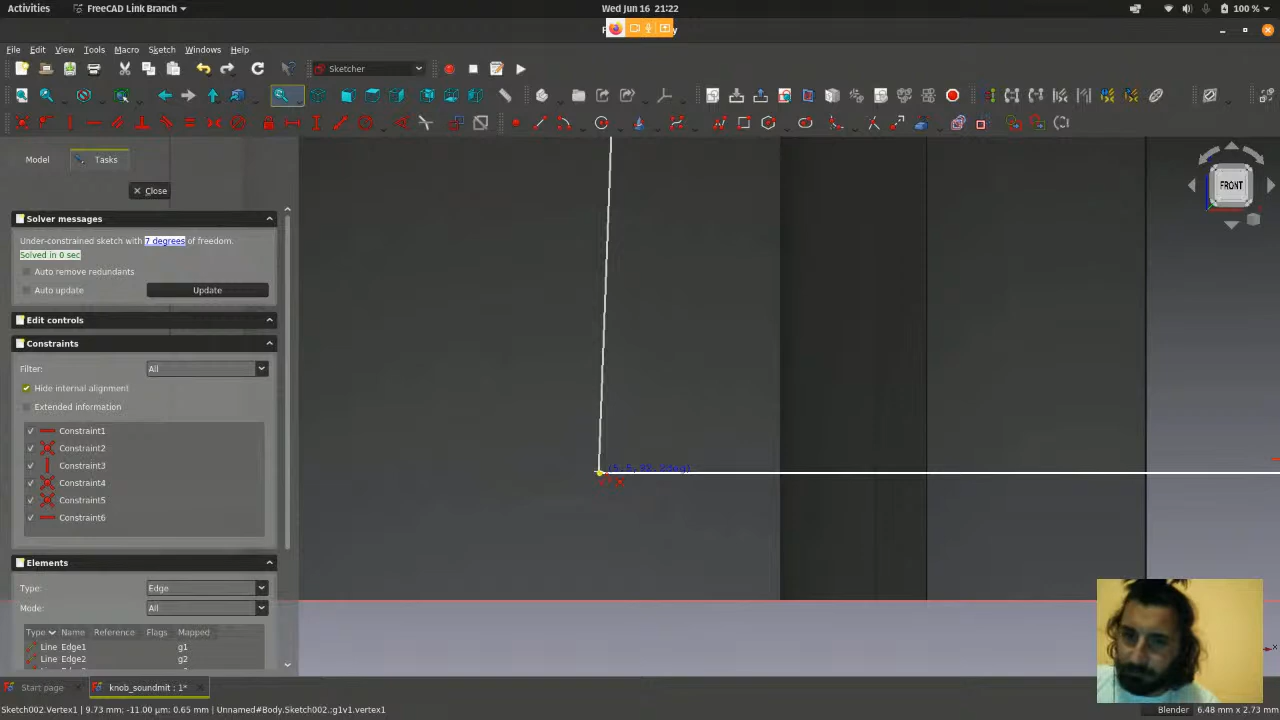 Activities FreeCAD Link Branch Wed Jun 16 21:22 100 %
File Edit View Tools Macro Sketch Windows Help
Sketcher
Model Tasks
Close
FRONT
Solver messages
Under-constrained sketch with 7 degrees of freedom.
Solved in 0 sec
Auto remove redundants
Auto update Update
Edit controls
Constraints
Filter: All
Hide internal alignment
Extended information
Constraint1
Constraint2
Constraint3
Constraint4
Constraint5
Constraint6
Elements
Type: Edge
Mode: All
Type Name Reference Flags Mapped
Line Edge1 g1
Line Edge2 g2
Start page knob_soundmit : 1*
Sketch002.Vertex1 | 9.73 mm; -11.00 μm; 0.65 mm | Unnamed#Body.Sketch002.:g1v1.vertex1 Blender 6.48 mm x 2.73 mm